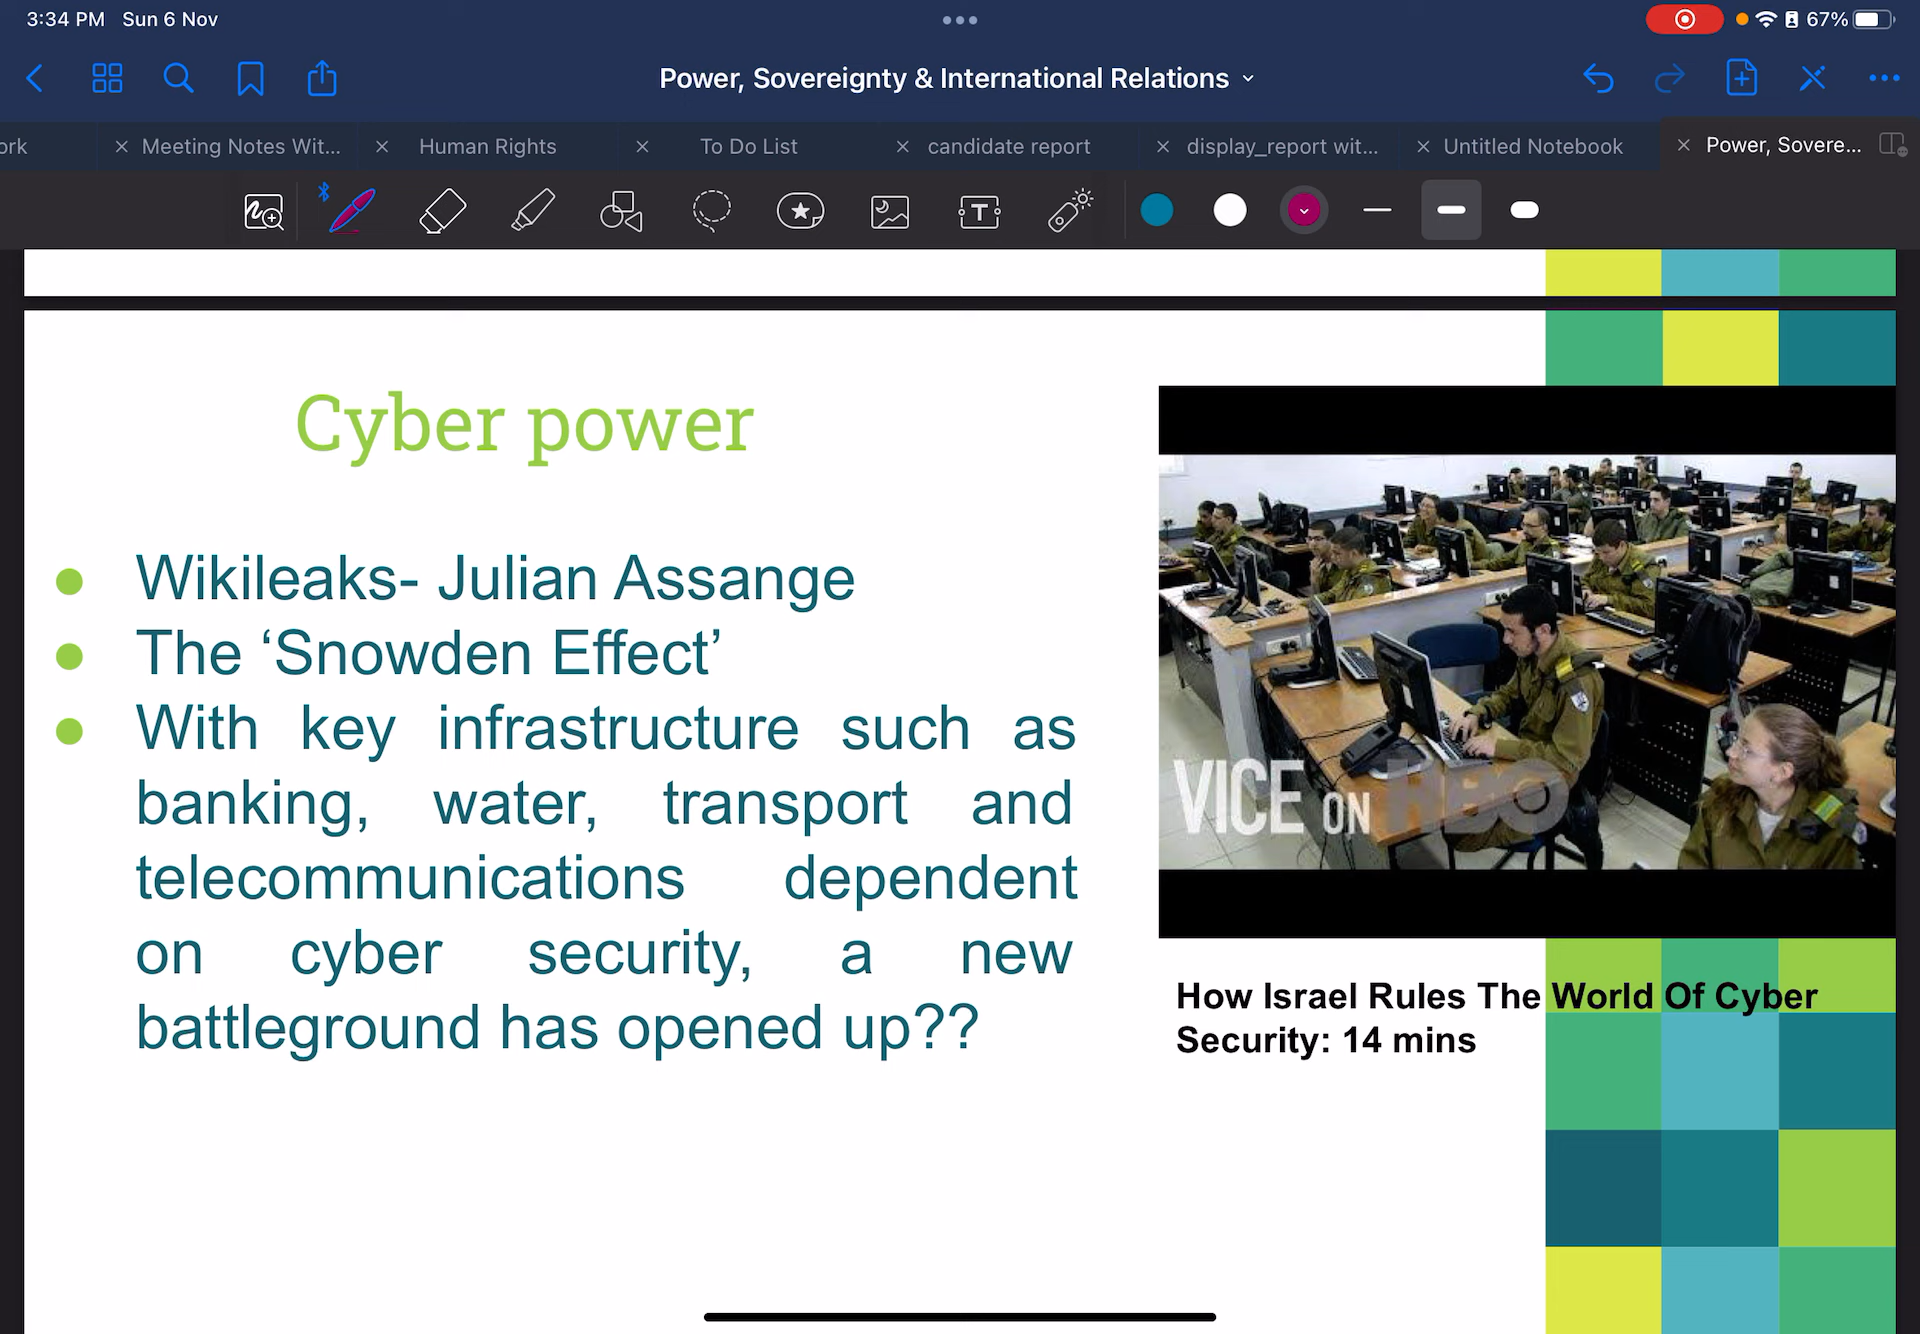 3:34 PM Sun 6 Nov
67%
Power, Sovereignty & International Relations
ork
Meeting Notes Wit...
Human Rights
To Do List
candidate report
display_report wit...
Untitled Notebook
Power, Sovere...
Cyber power
Wikileaks- Julian Assange
The ‘Snowden Effect’
With key infrastructure such as
banking, water, transport and
telecommunications dependent
on cyber security, a new
battleground has opened up??
VICE ON HBO
How Israel Rules The World Of Cyber
Security: 14 mins